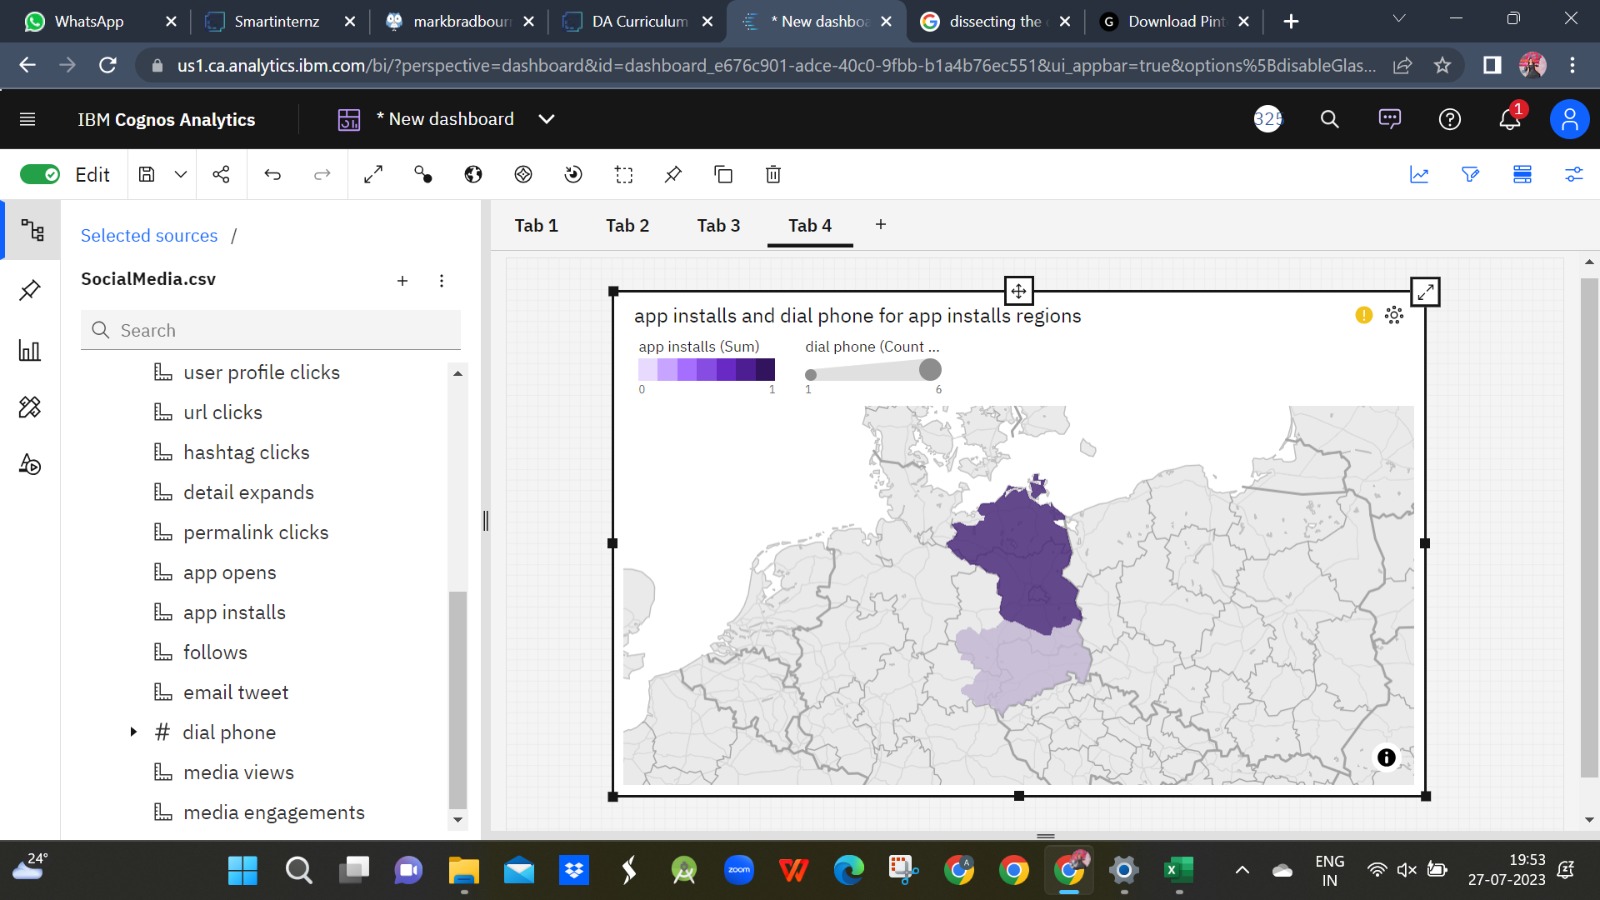 WhatsApp
Smartinternz
markbradbour
DA Curriculum
* New dashboa
dissecting the
Download Pint
us1.ca.analytics.ibm.com/bi/?perspective=dashboard&id=dashboard_e676c901-adce-40c0-9fbb-b1a4b76ec551&ui_appbar=true&options%5BdisableGlas...
IBM Cognos Analytics
* New dashboard
325
1
Edit
Tab 1
Tab 2
Tab 3
Tab 4
Selected sources /
SocialMedia.csv
Search
user profile clicks
url clicks
hashtag clicks
detail expands
permalink clicks
app opens
app installs
follows
email tweet
# dial phone
media views
media engagements
app installs and dial phone for app installs regions
app installs (Sum)
0 1
dial phone (Count ...
1 6
24°
zoom
ENG
IN
19:53
27-07-2023